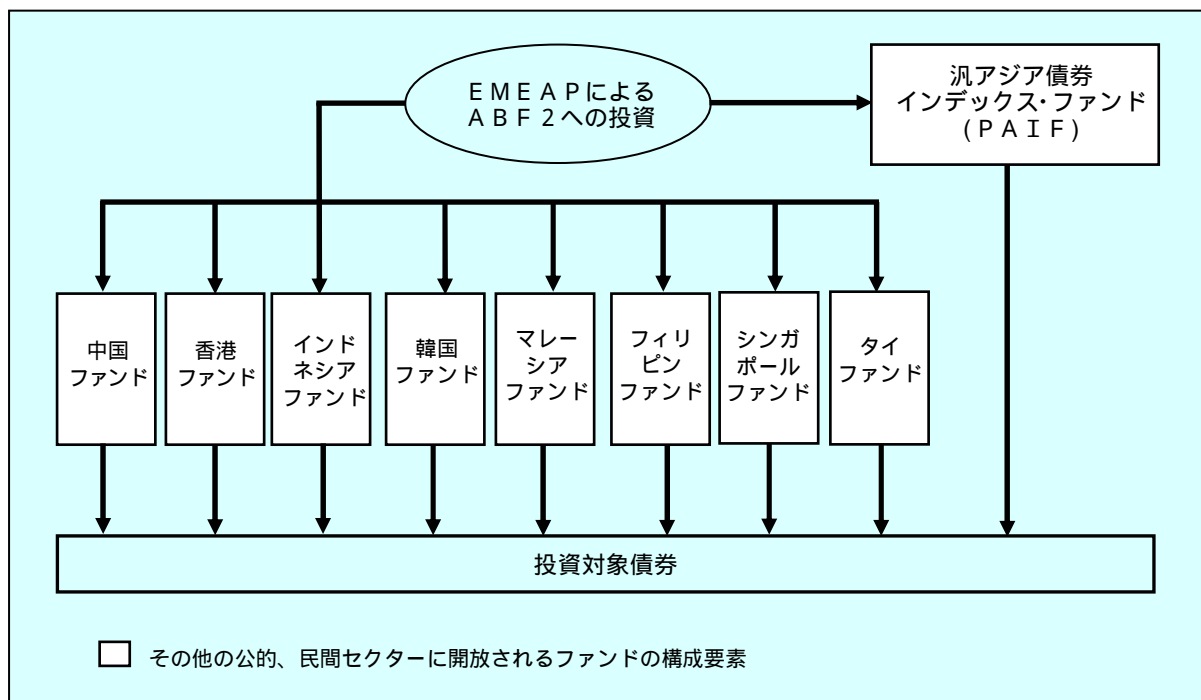 ＥＭＥＡＰによる
ＡＢＦ２への投資
汎アジア債券
インデックス･ファンド
(ＰＡＩＦ)
中国
ファンド
香港
ファンド
インド
ネシア
ファンド
韓国
ファンド
マレー
シア
ファンド
フィリ
ピン
ファンド
シンガ
ポール
ファンド
タイ
ファンド
投資対象債券
その他の公的、民間セクターに開放されるファンドの構成要素